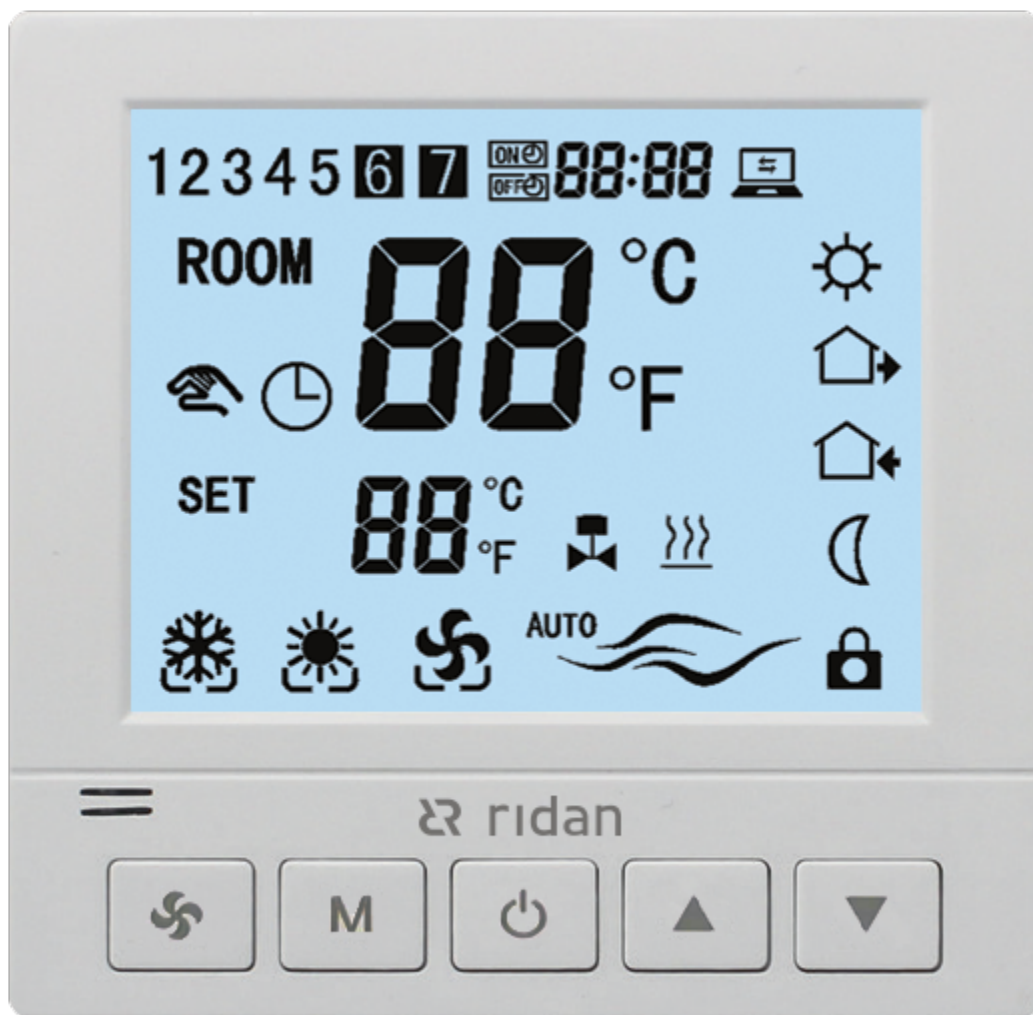 1 2 3 4 5 6 7 ON OFF 88:88
ROOM 88 °C
°F
SET 88 °C
°F
AUTO
ridan
M